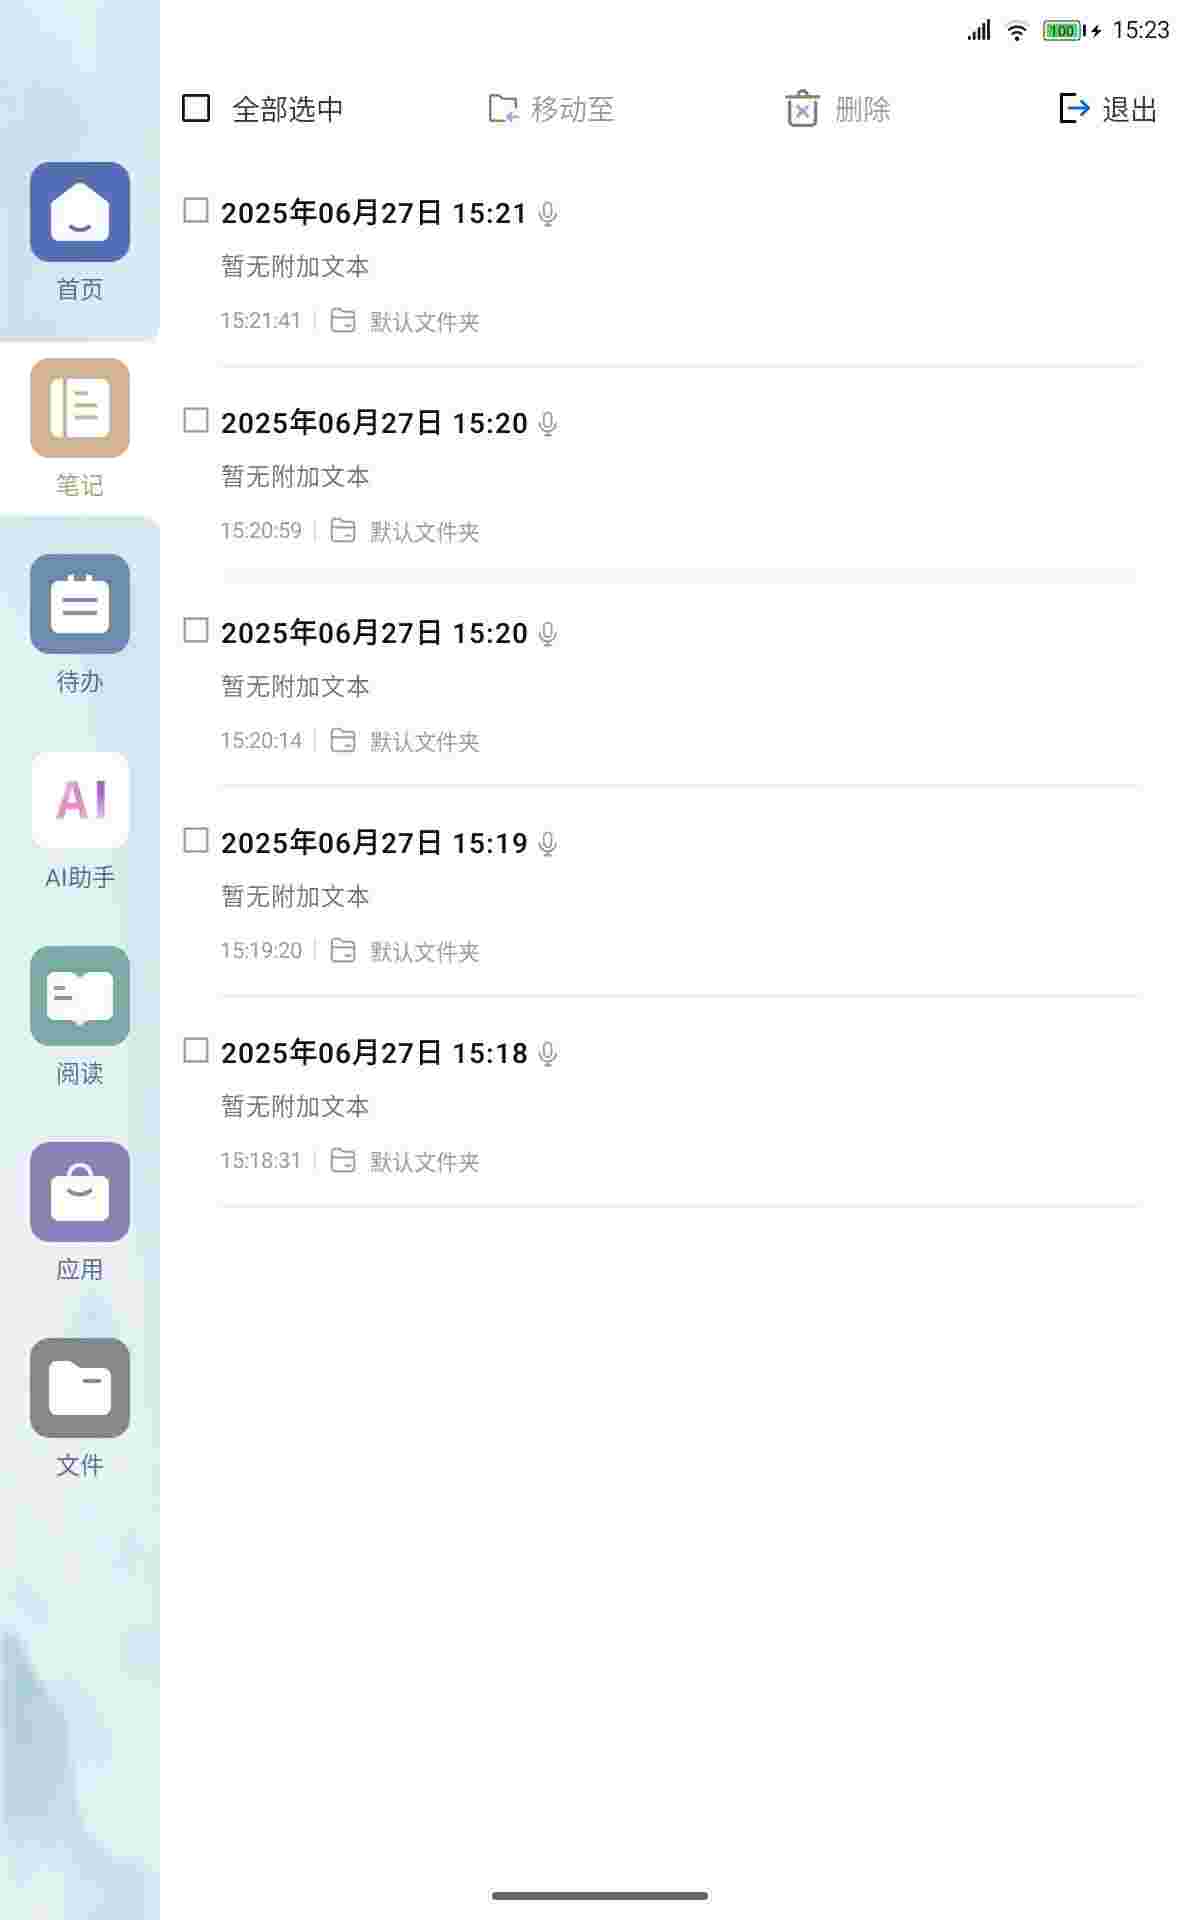 15:23
100
全部选中 移动至 删除 退出
首页
笔记
待办
AI
AI助手
阅读
应用
文件
2025年06月27日 15:21
暂无附加文本
15:21:41 默认文件夹
2025年06月27日 15:20
暂无附加文本
15:20:59 默认文件夹
2025年06月27日 15:20
暂无附加文本
15:20:14 默认文件夹
2025年06月27日 15:19
暂无附加文本
15:19:20 默认文件夹
2025年06月27日 15:18
暂无附加文本
15:18:31 默认文件夹